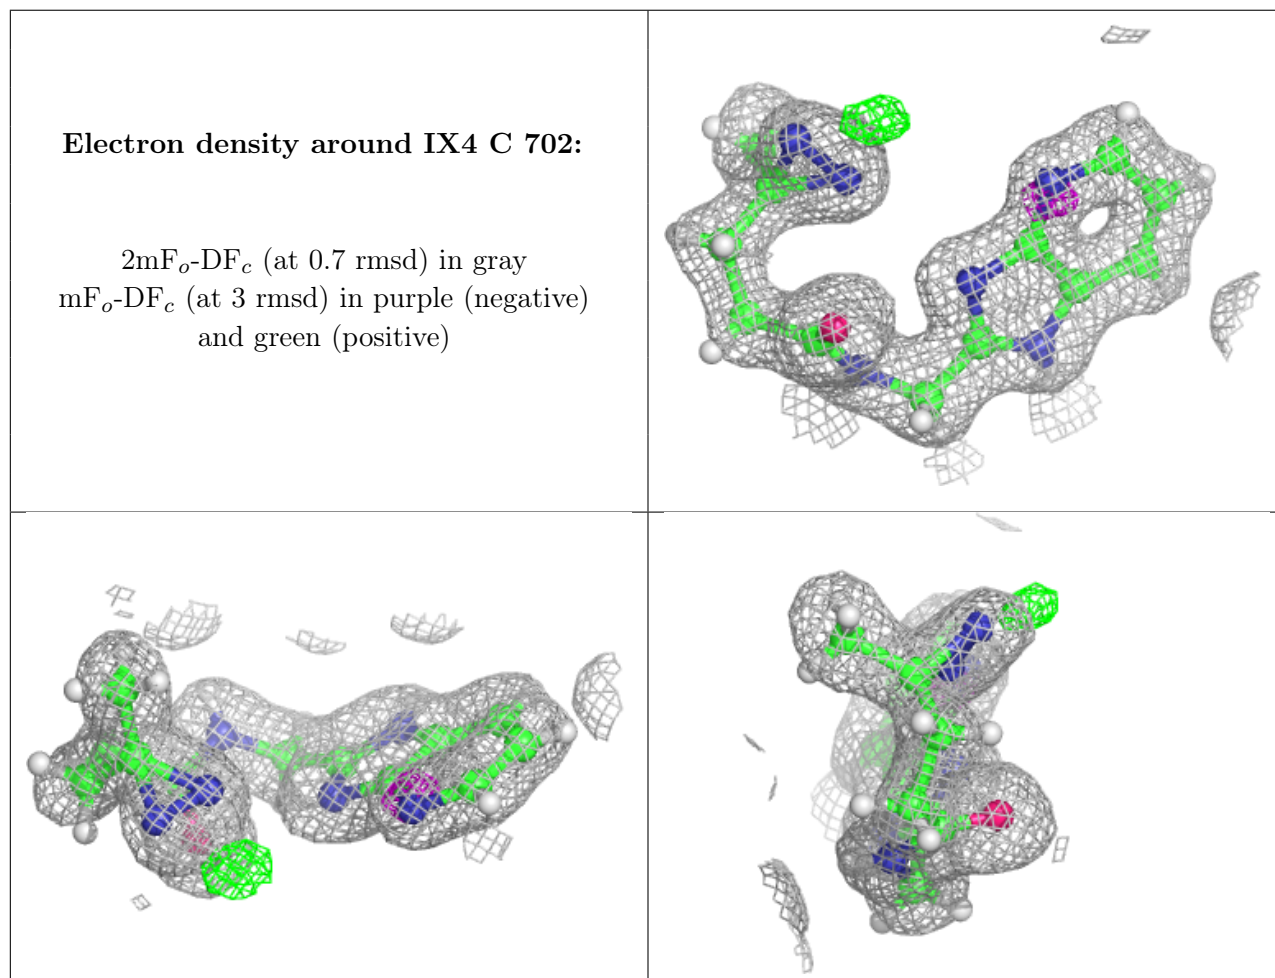 Electron density around IX4 C 702:
2mFo-DFc (at 0.7 rmsd) in gray
mFo-DFc (at 3 rmsd) in purple (negative)
and green (positive)